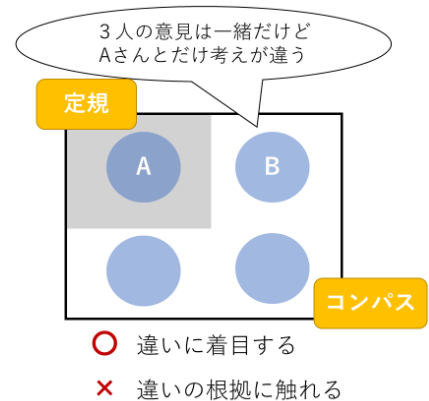 ３人の意見は一緒だけど
Aさんとだけ考えが違う
定規
A
B
コンパス
〇 違いに着目する
× 違いの根拠に触れる